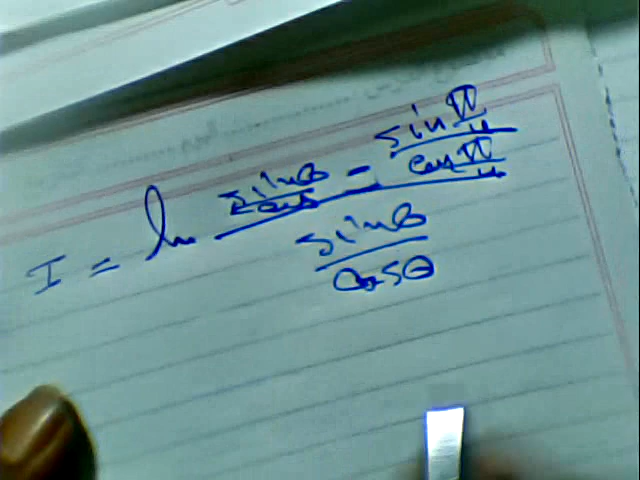 I = ln (sinθ/cosθ - (sin π/4)/(cos π/4)) / (sinθ/cosθ)